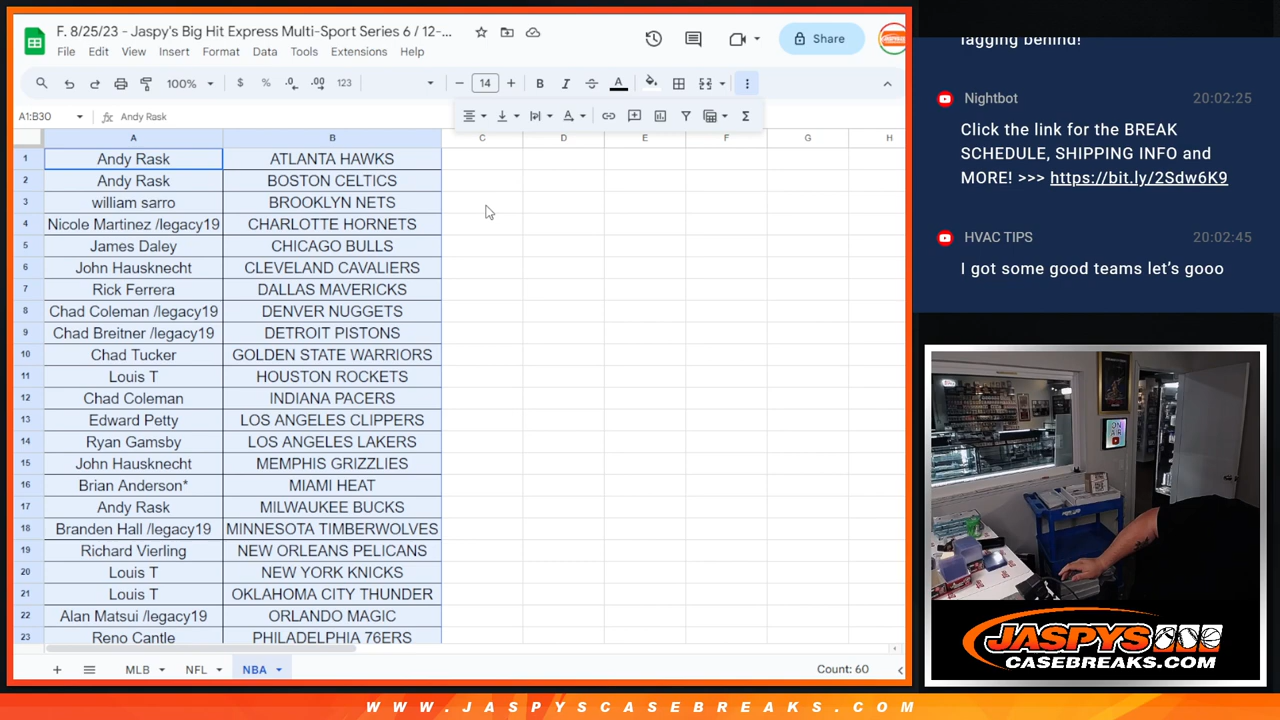 F. 8/25/23 - Jaspy's Big Hit Express Multi-Sport Series 6 / 12-...
File Edit View Insert Format Data Tools Extensions Help
Share
100% $ % .0 .00 123 14 B I S A
A1:B30 fx Andy Rask
A B C D E F G H
1 Andy Rask ATLANTA HAWKS
2 Andy Rask BOSTON CELTICS
3 william sarro BROOKLYN NETS
4 Nicole Martinez /legacy19 CHARLOTTE HORNETS
5 James Daley CHICAGO BULLS
6 John Hausknecht CLEVELAND CAVALIERS
7 Rick Ferrera DALLAS MAVERICKS
8 Chad Coleman /legacy19 DENVER NUGGETS
9 Chad Breitner /legacy19 DETROIT PISTONS
10 Chad Tucker GOLDEN STATE WARRIORS
11 Louis T HOUSTON ROCKETS
12 Chad Coleman INDIANA PACERS
13 Edward Petty LOS ANGELES CLIPPERS
14 Ryan Gamsby LOS ANGELES LAKERS
15 John Hausknecht MEMPHIS GRIZZLIES
16 Brian Anderson* MIAMI HEAT
17 Andy Rask MILWAUKEE BUCKS
18 Branden Hall /legacy19 MINNESOTA TIMBERWOLVES
19 Richard Vierling NEW ORLEANS PELICANS
20 Louis T NEW YORK KNICKS
21 Louis T OKLAHOMA CITY THUNDER
22 Alan Matsui /legacy19 ORLANDO MAGIC
23 Reno Cantle PHILADELPHIA 76ERS
MLB NFL NBA Count: 60
lagging behind!
Nightbot 20:02:25
Click the link for the BREAK
SCHEDULE, SHIPPING INFO and
MORE! >>> https://bit.ly/2Sdw6K9
HVAC TIPS 20:02:45
I got some good teams let's gooo
ON
AIR
JASPYS
CASEBREAKS.COM
WWW.JASPYSCASEBREAKS.COM